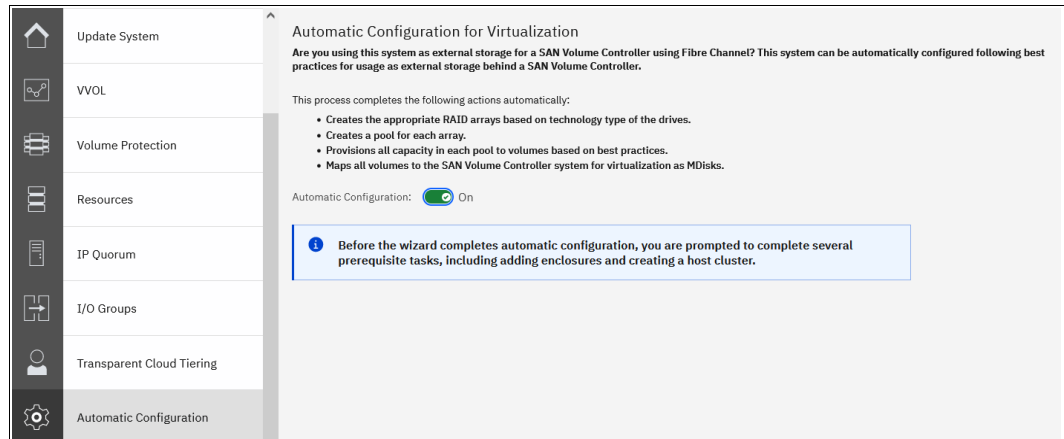 Update System
VVOL
Volume Protection
Resources
IP Quorum
I/O Groups
Transparent Cloud Tiering
Automatic Configuration
Automatic Configuration for Virtualization
Are you using this system as external storage for a SAN Volume Controller using Fibre Channel? This system can be automatically configured following best
practices for usage as external storage behind a SAN Volume Controller.
This process completes the following actions automatically:
• Creates the appropriate RAID arrays based on technology type of the drives.
• Creates a pool for each array.
• Provisions all capacity in each pool to volumes based on best practices.
• Maps all volumes to the SAN Volume Controller system for virtualization as MDisks.
Automatic Configuration: On
Before the wizard completes automatic configuration, you are prompted to complete several
prerequisite tasks, including adding enclosures and creating a host cluster.